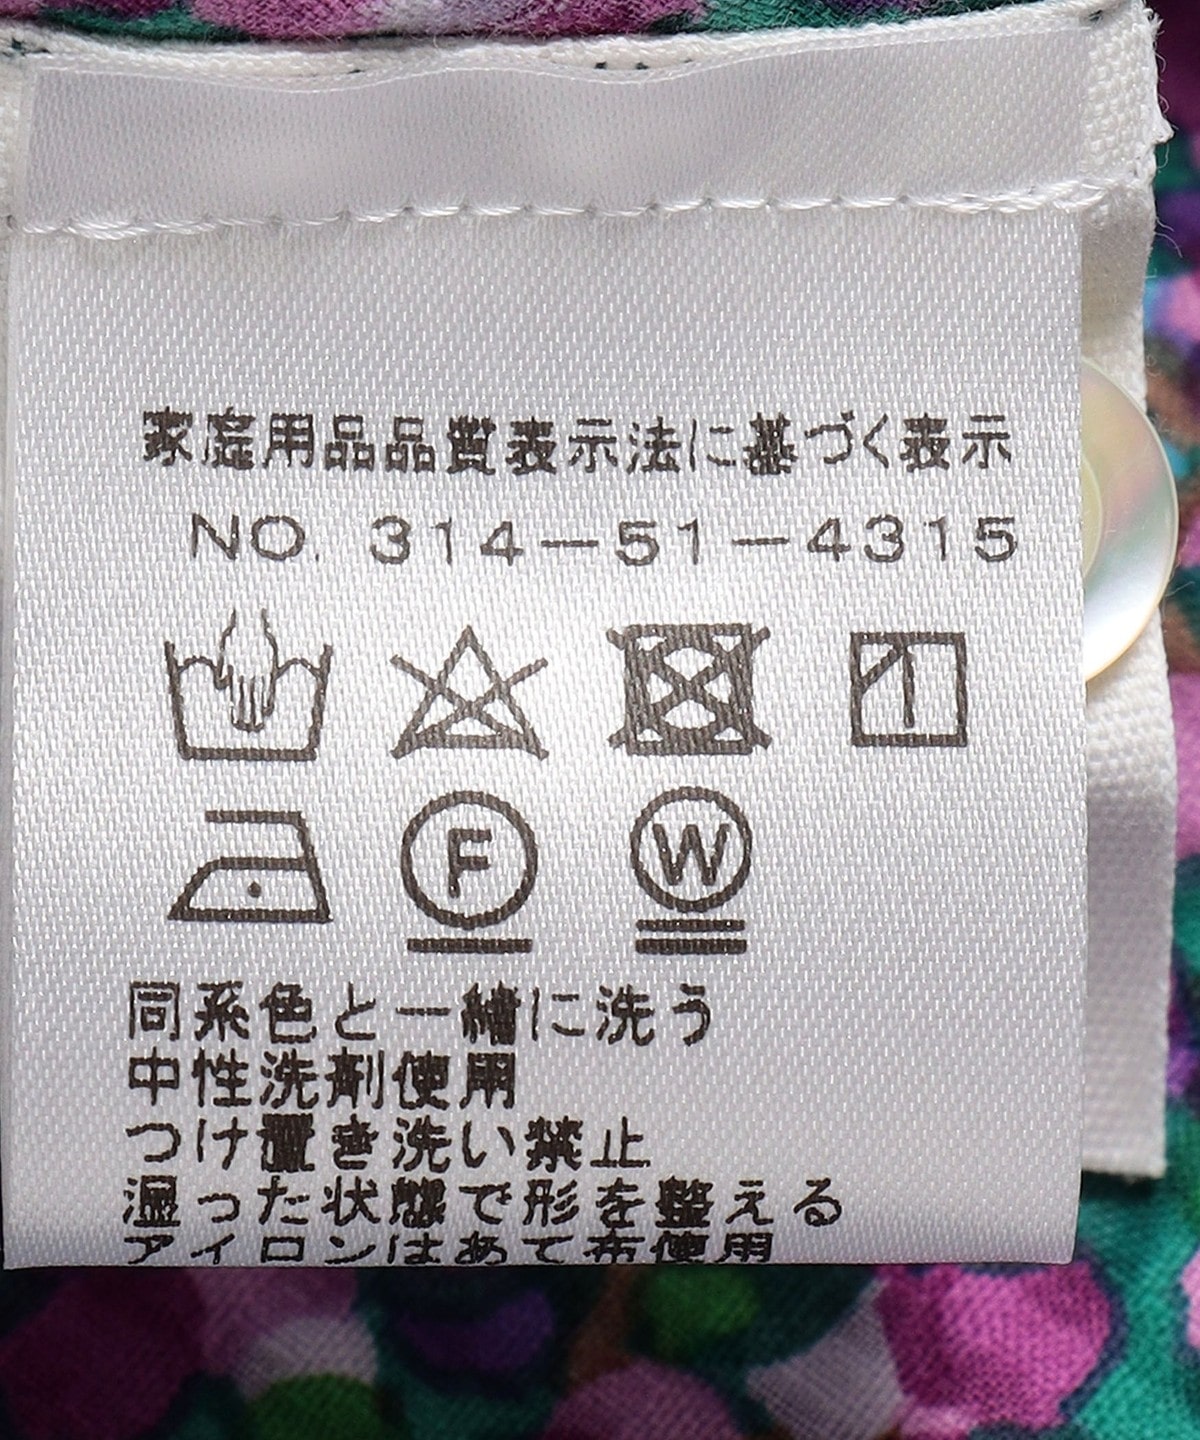 家庭用品品質表示法に基づく表示
NO. 314-51-4315
F W
同系色と一緒に洗う
中性洗剤使用
つけ置き洗い禁止
湿った状態で形を整える
アイロンはあて布使用